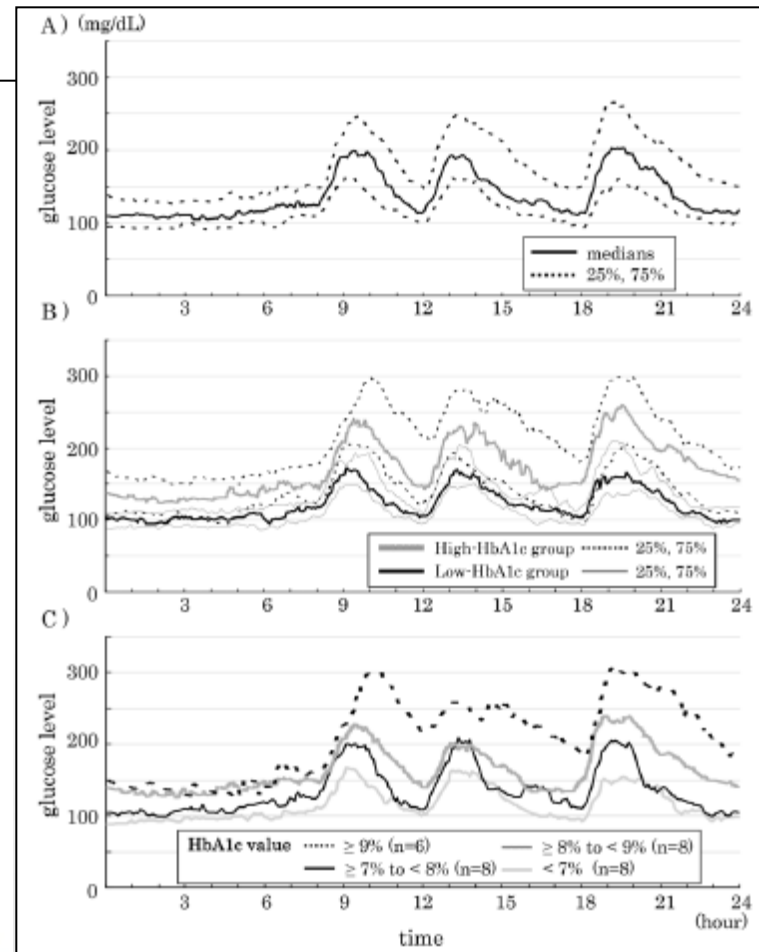 A) (mg/dL)
300
200
100
0
glucose level
medians
25%, 75%
3 6 9 12 15 18 21 24
B)
300
200
100
0
glucose level
High-HbA1c group 25%, 75%
Low-HbA1c group 25%, 75%
3 6 9 12 15 18 21 24
C)
300
200
100
0
glucose level
HbA1c value ≥ 9% (n=6) ≥ 8% to < 9% (n=8)
≥ 7% to < 8% (n=8) < 7% (n=8)
3 6 9 12 15 18 21 24
(hour)
time